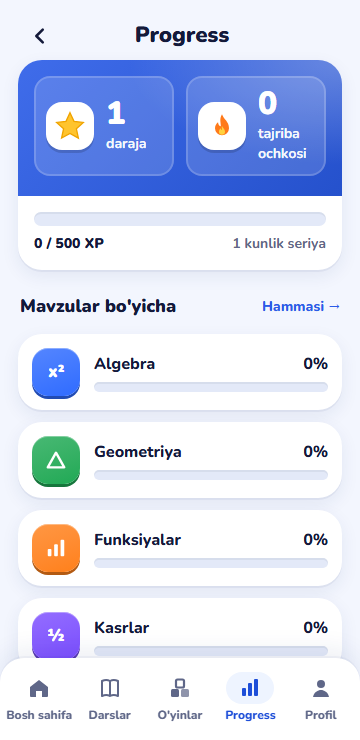 Progress
1
daraja
0
tajriba
ochkosi
0 / 500 XP
1 kunlik seriya
Mavzular bo'yicha
Hammasi →
x²
Algebra
0%
Geometriya
0%
Funksiyalar
0%
½
Kasrlar
0%
Bosh sahifa
Darslar
O'yinlar
Progress
Profil